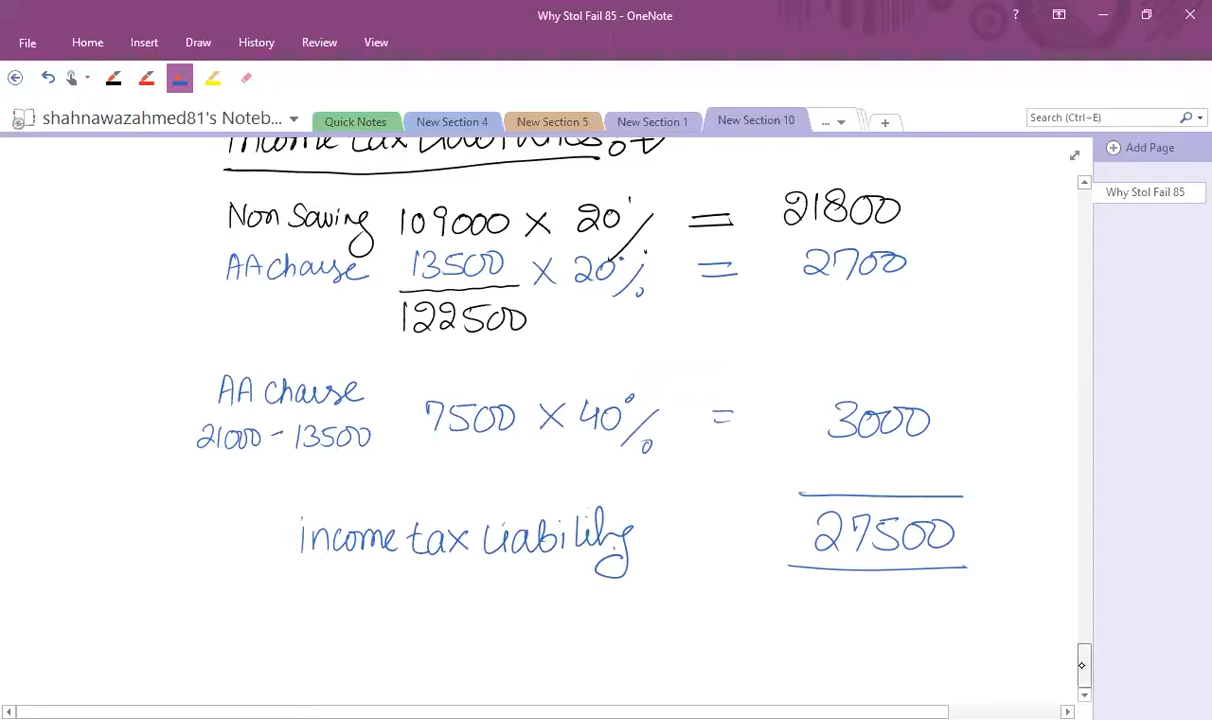 Why Stol Fail 85 - OneNote
?
File Home Insert Draw History Review View
shahnawazahmed81's Noteb...
Quick Notes
New Section 4
New Section 5
New Section 1
New Section 10
...
Search (Ctrl+E)
Add Page
Why Stol Fail 85
income tax
Non Saving 109000 × 20% = 21800
AA charge 13500 × 20% = 2700
122500
AA charge 7500 × 40% = 3000
21000 - 13500
income tax liability 27500